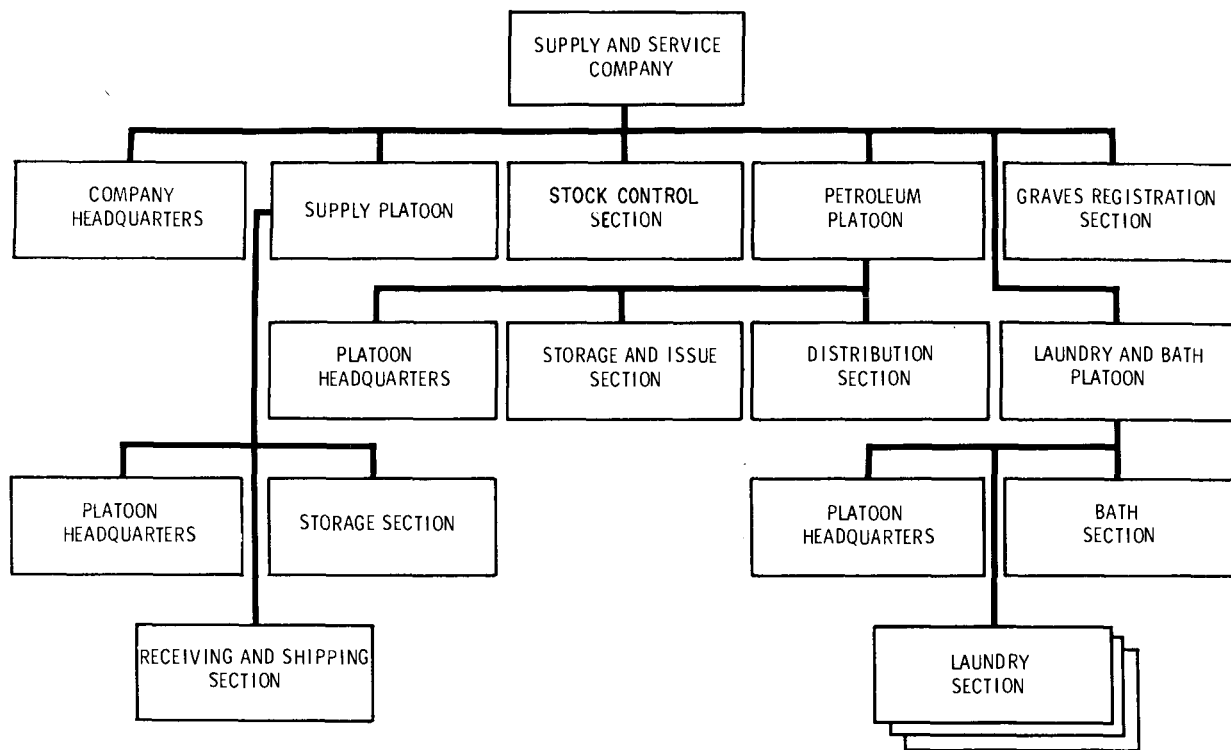 SUPPLY AND SERVICE
COMPANY
COMPANY
HEADQUARTERS
SUPPLY PLATOON
STOCK CONTROL
SECTION
PETROLEUM
PLATOON
GRAVES REGISTRATION
SECTION
PLATOON
HEADQUARTERS
STORAGE AND ISSUE
SECTION
DISTRIBUTION
SECTION
LAUNDRY AND BATH
PLATOON
PLATOON
HEADQUARTERS
STORAGE SECTION
PLATOON
HEADQUARTERS
BATH
SECTION
RECEIVING AND SHIPPING
SECTION
LAUNDRY
SECTION